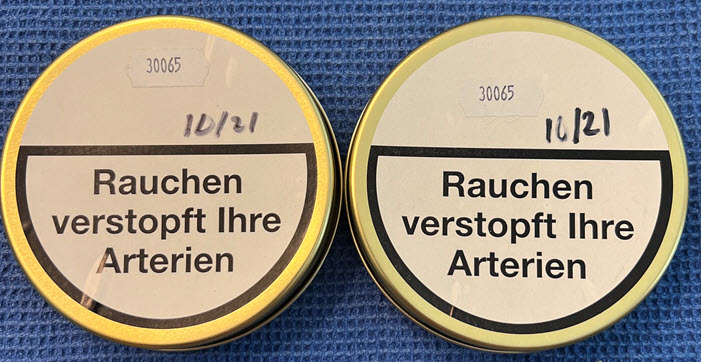 30065
10/21
Rauchen
verstopft Ihre
Arterien
30065
10/21
Rauchen
verstopft Ihre
Arterien